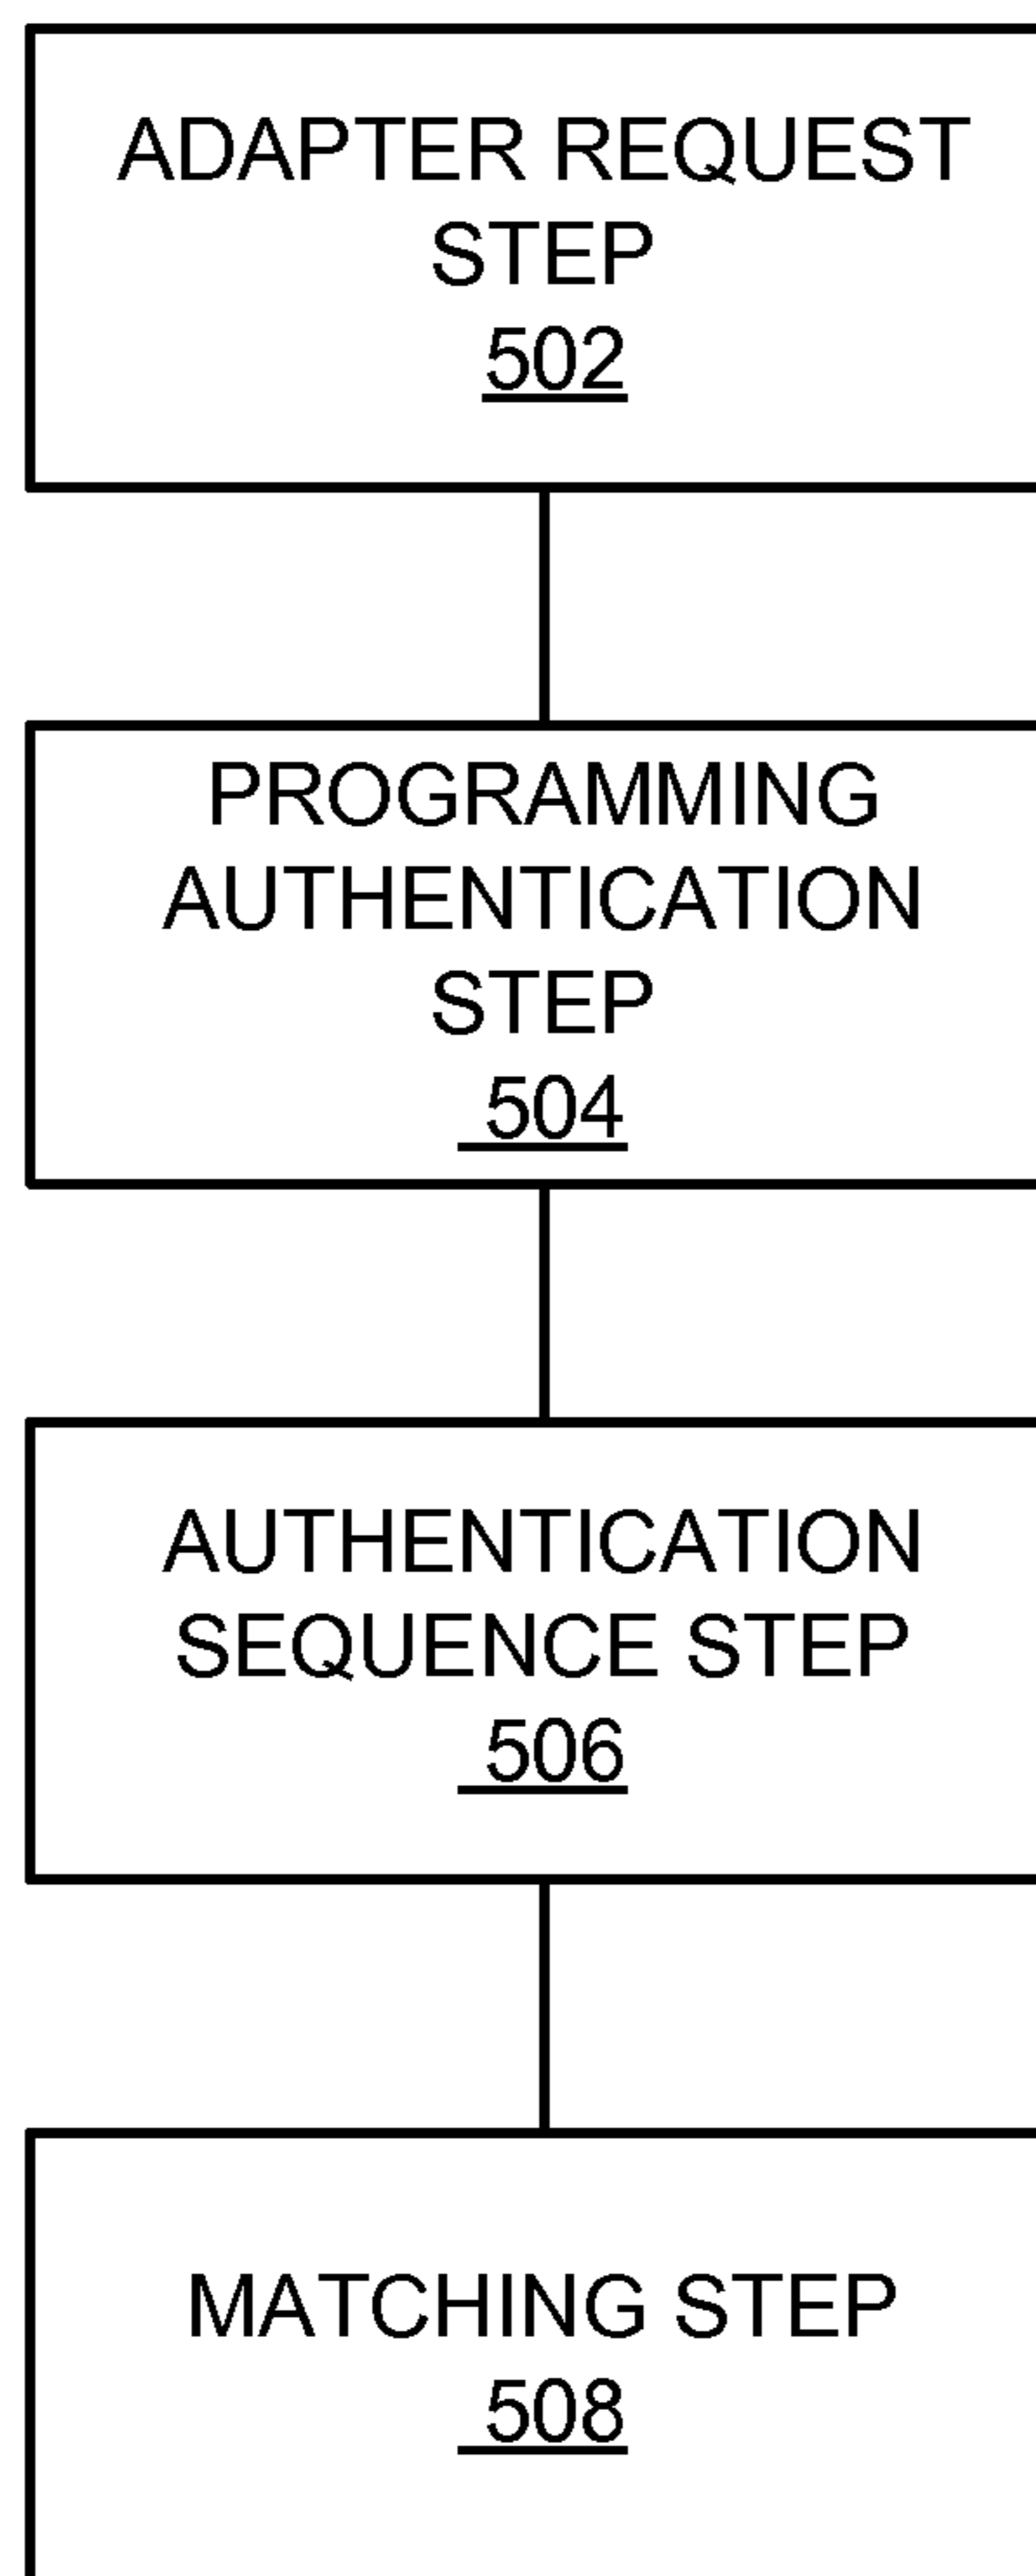 ADAPTER REQUEST
STEP
502
PROGRAMMING
AUTHENTICATION
STEP
504
AUTHENTICATION
SEQUENCE STEP
506
MATCHING STEP
508